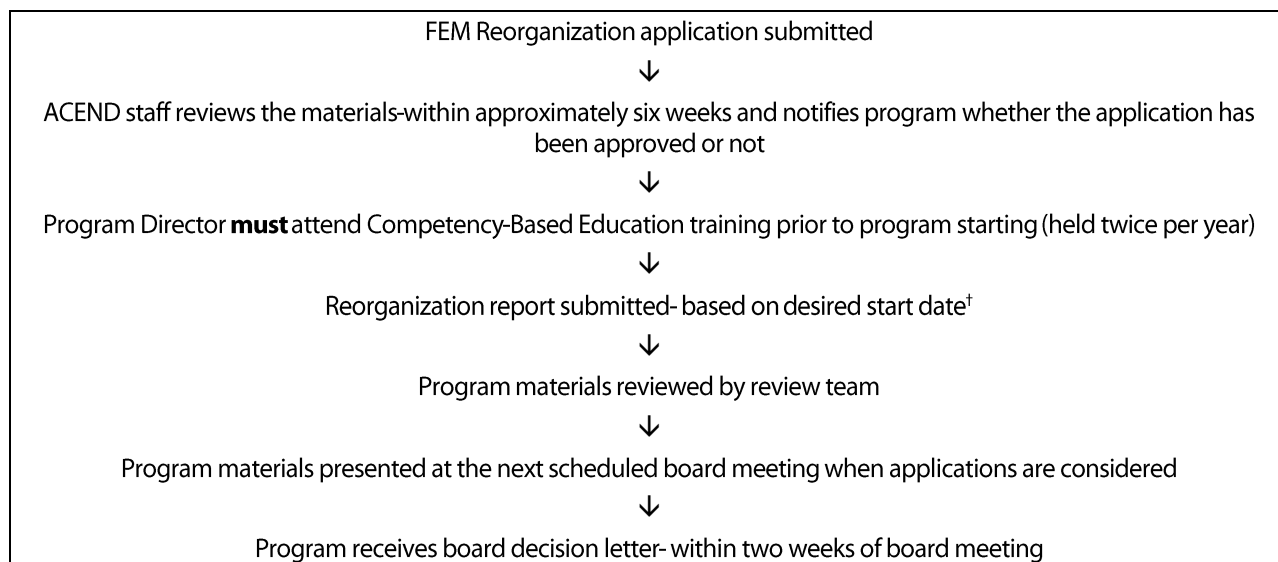 FEM Reorganization application submitted
↓
ACEND staff reviews the materials-within approximately six weeks and notifies program whether the application has
been approved or not
↓
Program Director must attend Competency-Based Education training prior to program starting (held twice per year)
↓
Reorganization report submitted- based on desired start date†
↓
Program materials reviewed by review team
↓
Program materials presented at the next scheduled board meeting when applications are considered
↓
Program receives board decision letter- within two weeks of board meeting